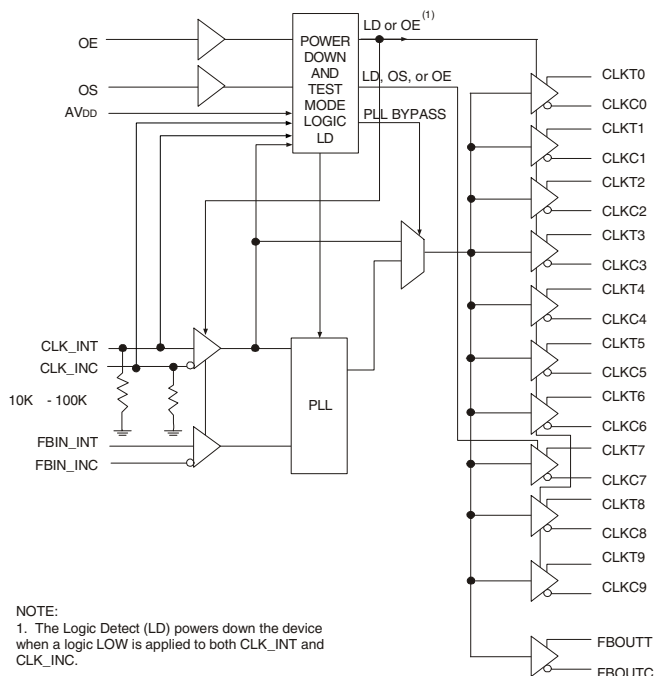 OE
OS
AVDD
POWER
DOWN
AND
TEST
MODE
LOGIC
LD
LD or OE (1)
LD, OS, or OE
PLL BYPASS
CLK_INT
CLK_INC
10K - 100K
FBIN_INT
FBIN_INC
PLL
CLKT0
CLKC0
CLKT1
CLKC1
CLKT2
CLKC2
CLKT3
CLKC3
CLKT4
CLKC4
CLKT5
CLKC5
CLKT6
CLKC6
CLKT7
CLKC7
CLKT8
CLKC8
CLKT9
CLKC9
FBOUTT
FBOUTC
NOTE:
1. The Logic Detect (LD) powers down the device
when a logic LOW is applied to both CLK_INT and
CLK_INC.